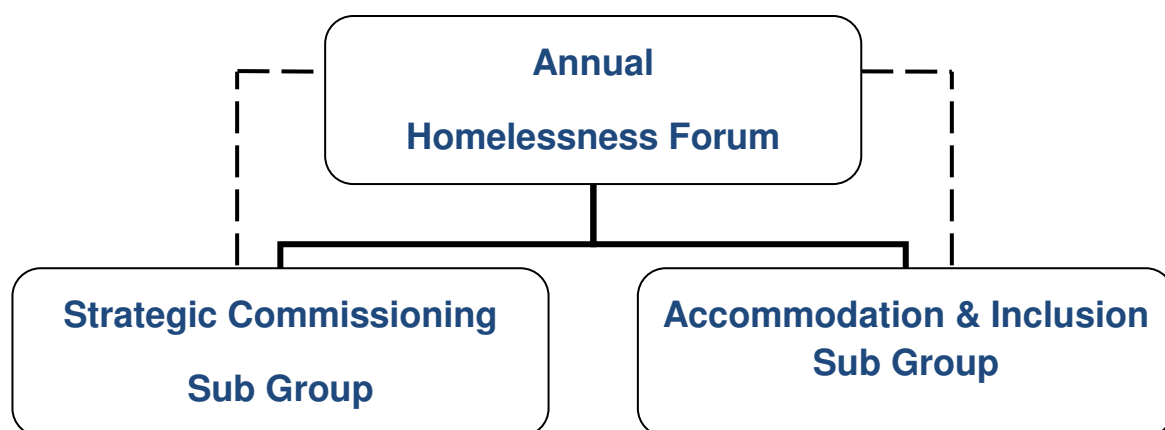 Annual
Homelessness Forum
Strategic Commissioning
Sub Group
Accommodation & Inclusion
Sub Group